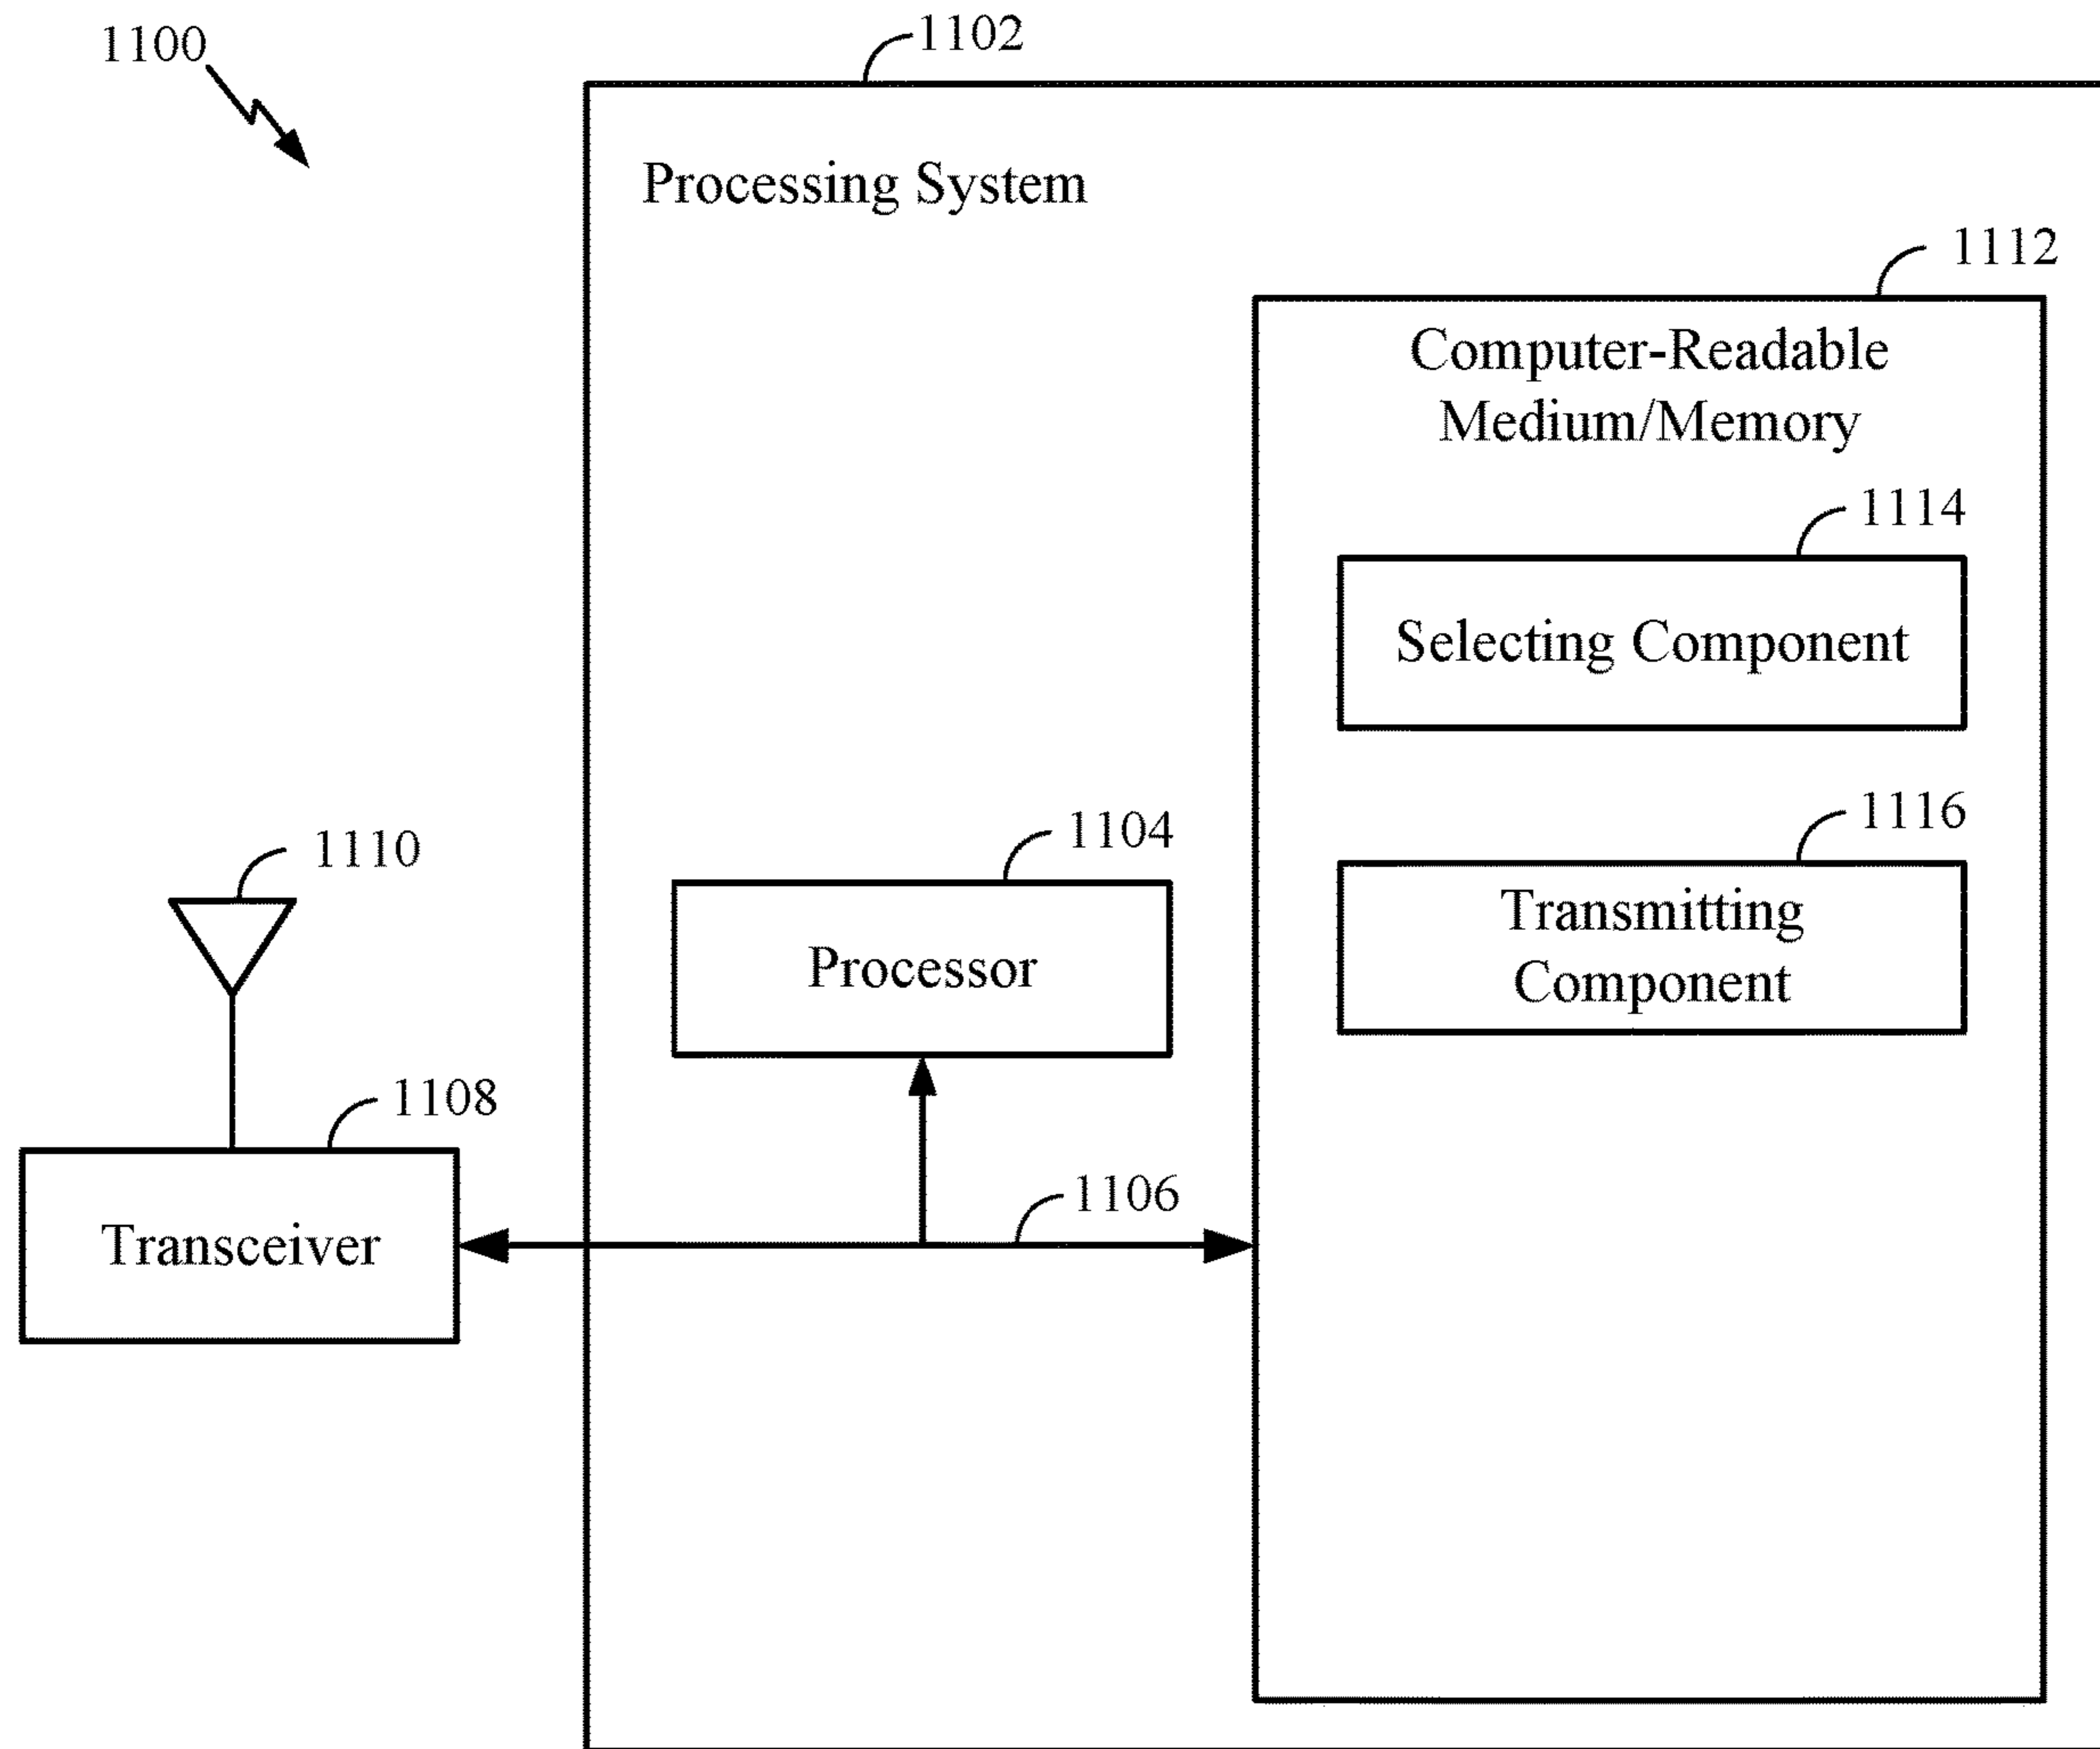 1100
1102
Processing System
1112
Computer-Readable
Medium/Memory
1114
Selecting Component
1116
Transmitting
Component
1104
Processor
1110
1108
Transceiver
1106